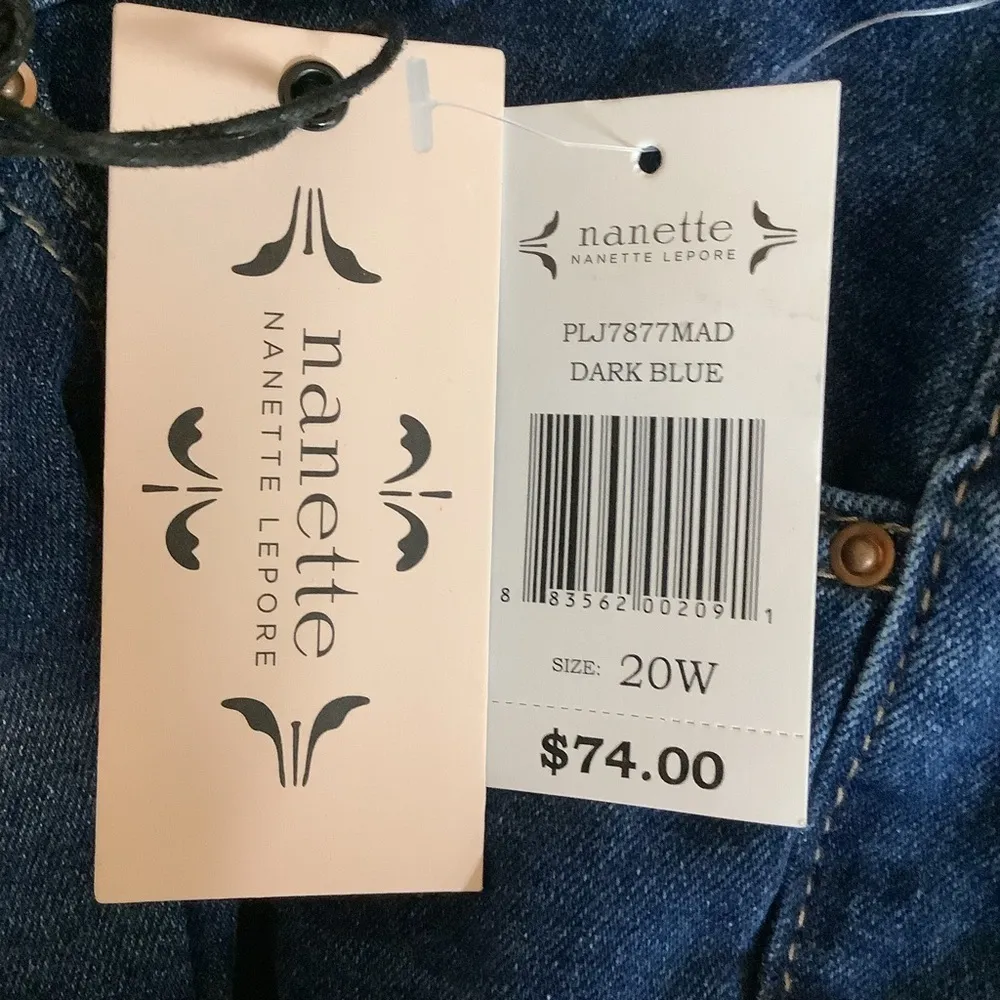 nanette
NANETTE LEPORE
nanette
NANETTE LEPORE
PLJ7877MAD
DARK BLUE
8 83562 00209 1
SIZE: 20W
$74.00